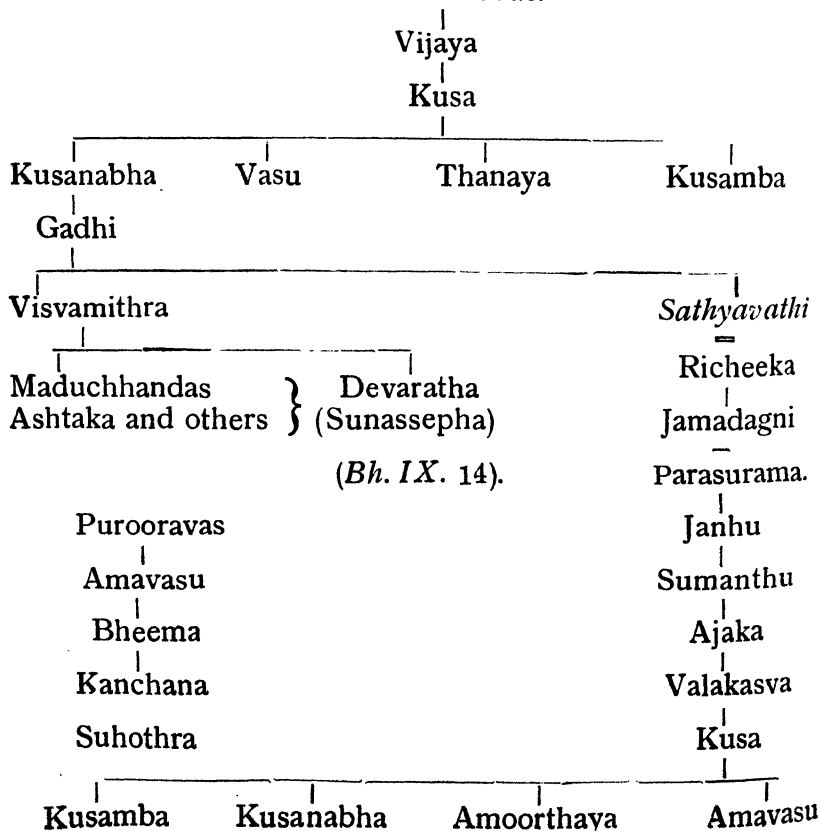 Vijaya
Kusa
Kusanabha Vasu Thanaya Kusamba
Gadhi
Visvamithra Sathyavathi
Richeeka
Maduchhandas } Devaratha
Ashtaka and others } (Sunassepha) Jamadagni
(Bh. IX. 14). Parasurama.
Purooravas Janhu
Amavasu Sumanthu
Bheema Ajaka
Kanchana Valakasva
Suhothra Kusa
Kusamba Kusanabha Amoorthaya Amavasu